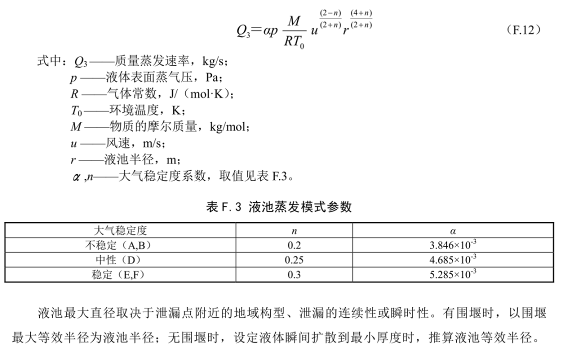 Q₃=αp M/RT₀ u^((2−n)/(2+n)) r^((4+n)/(2+n)) （F.12）
式中：Q₃——质量蒸发速率，kg/s；
p ——液体表面蒸气压，Pa；
R ——气体常数，J/（mol·K）；
T₀——环境温度，K；
M ——物质的摩尔质量，kg/mol；
u ——风速，m/s；
r ——液池半径，m；
α ,n——大气稳定度系数，取值见表 F.3。
表 F.3 液池蒸发模式参数
大气稳定度 n α
不稳定（A,B） 0.2 3.846×10⁻³
中性（D） 0.25 4.685×10⁻³
稳定（E,F） 0.3 5.285×10⁻³
液池最大直径取决于泄漏点附近的地域构型、泄漏的连续性或瞬时性。有围堰时，以围堰
最大等效半径为液池半径；无围堰时，设定液体瞬间扩散到最小厚度时，推算液池等效半径。